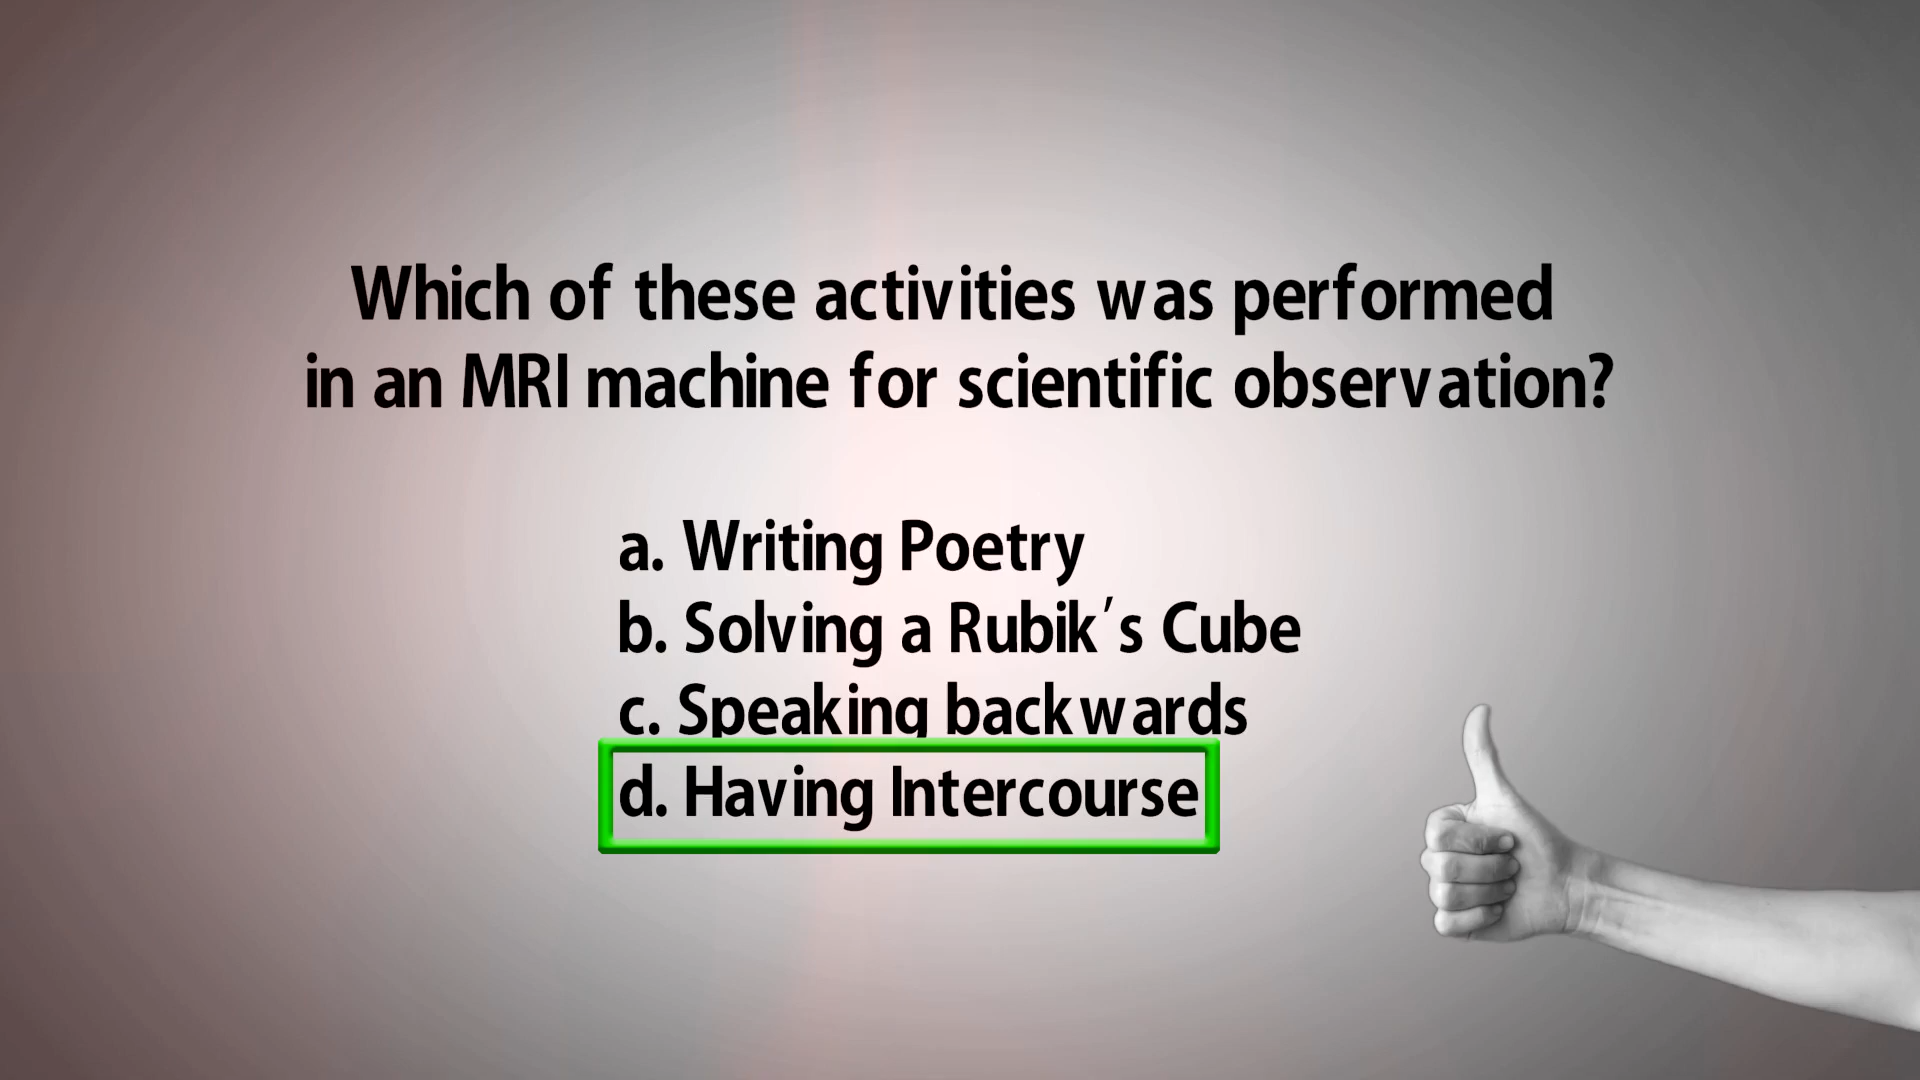 Which of these activities was performed
in an MRI machine for scientific observation?
a. Writing Poetry
b. Solving a Rubik's Cube
c. Speaking backwards
d. Having Intercourse